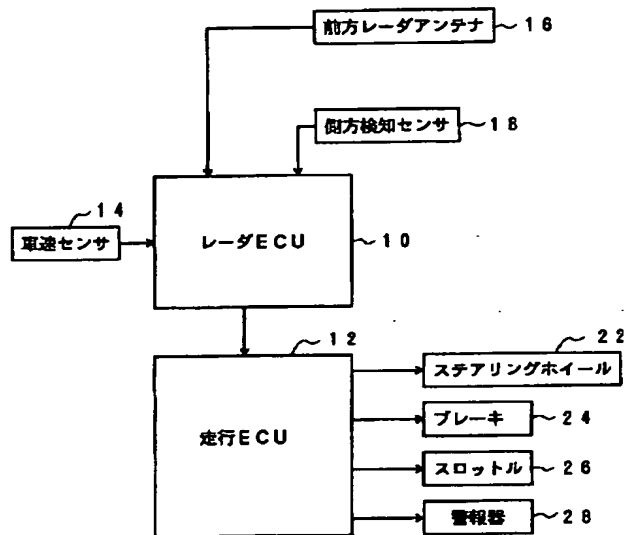 前方レーダアンテナ 16
側方検知センサ 18
14
車速センサ
レーダECU
10
12
走行ECU
22
ステアリングホイール
ブレーキ 24
スロットル 26
警報器 28